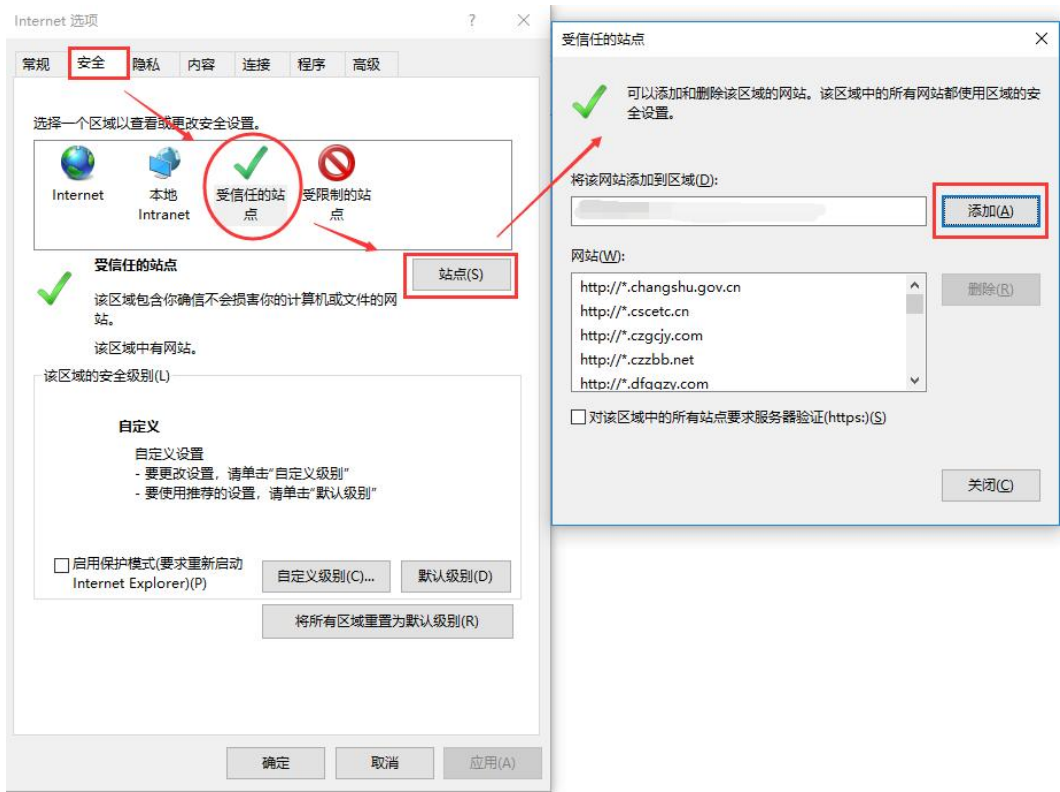 Internet 选项
?
常规 安全 隐私 内容 连接 程序 高级
选择一个区域以查看或更改安全设置。
Internet
本地
Intranet
受信任的站
点
受限制的站
点
受信任的站点
站点(S)
该区域包含你确信不会损害你的计算机或文件的网
站。
该区域中有网站。
该区域的安全级别(L)
自定义
自定义设置
- 要更改设置，请单击“自定义级别”
- 要使用推荐的设置，请单击“默认级别”
启用保护模式(要求重新启动
Internet Explorer)(P)
自定义级别(C)...
默认级别(D)
将所有区域重置为默认级别(R)
确定
取消
应用(A)
受信任的站点
可以添加和删除该区域的网站。该区域中的所有网站都使用区域的安
全设置。
将该网站添加到区域(D):
添加(A)
网站(W):
http://*.changshu.gov.cn
http://*.cscetc.cn
http://*.czgcjy.com
http://*.czzbb.net
http://*.dfggzy.com
删除(R)
对该区域中的所有站点要求服务器验证(https:)(S)
关闭(C)